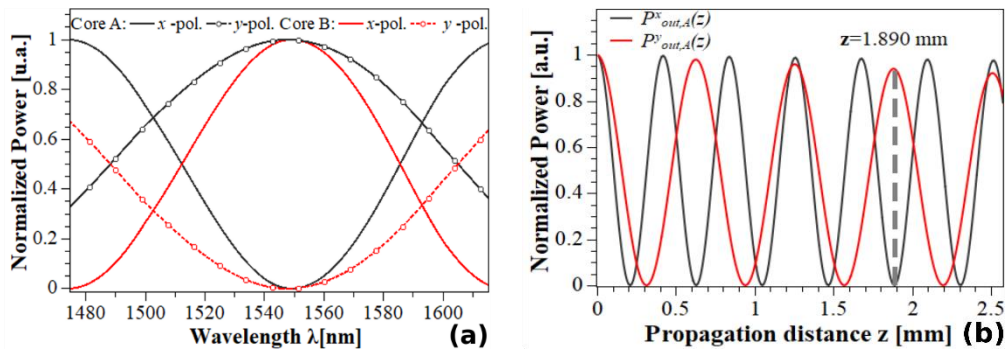 Core A: x -pol. y-pol. Core B: x-pol. y -pol.
Normalized Power [u.a.]
1
0.8
0.6
0.4
0.2
0
1480 1500 1520 1540 1560 1580 1600
Wavelength λ[nm]
(a)
P^x_out,A(z)
P^y_out,A(z)
z=1.890 mm
Normalized Power [a.u.]
1
0.8
0.6
0.4
0.2
0
0 0.5 1 1.5 2 2.5
Propagation distance z [mm]
(b)